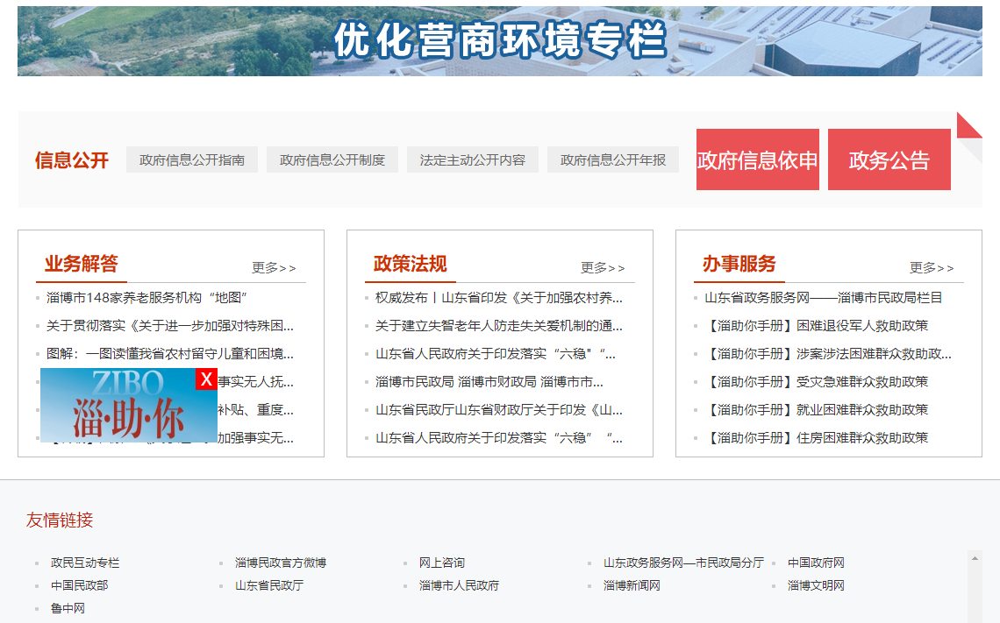 优化营商环境专栏
信息公开 政府信息公开指南 政府信息公开制度 法定主动公开内容 政府信息公开年报 政府信息依申 政务公告
业务解答 更多>>
淄博市148家养老服务机构“地图”
关于贯彻落实《关于进一步加强对特殊困...
图解：一图读懂我省农村留守儿童和困境...
事实无人抚...
补贴、重度...
加强事实无...
ZIBO X
淄·助·你
政策法规 更多>>
权威发布丨山东省印发《关于加强农村养...
关于建立失智老年人防走失关爱机制的通...
山东省人民政府关于印发落实“六稳"“...
淄博市民政局 淄博市财政局 淄博市市...
山东省民政厅山东省财政厅关于印发《山...
山东省人民政府关于印发落实“六稳”“...
办事服务 更多>>
山东省政务服务网——淄博市民政局栏目
【淄助你手册】困难退役军人救助政策
【淄助你手册】涉案涉法困难群众救助政...
【淄助你手册】受灾急难群众救助政策
【淄助你手册】就业困难群众救助政策
【淄助你手册】住房困难群众救助政策
友情链接
政民互动专栏 淄博民政官方微博 网上咨询 山东政务服务网—市民政局分厅 中国政府网
中国民政部 山东省民政厅 淄博市人民政府 淄博新闻网 淄博文明网
鲁中网